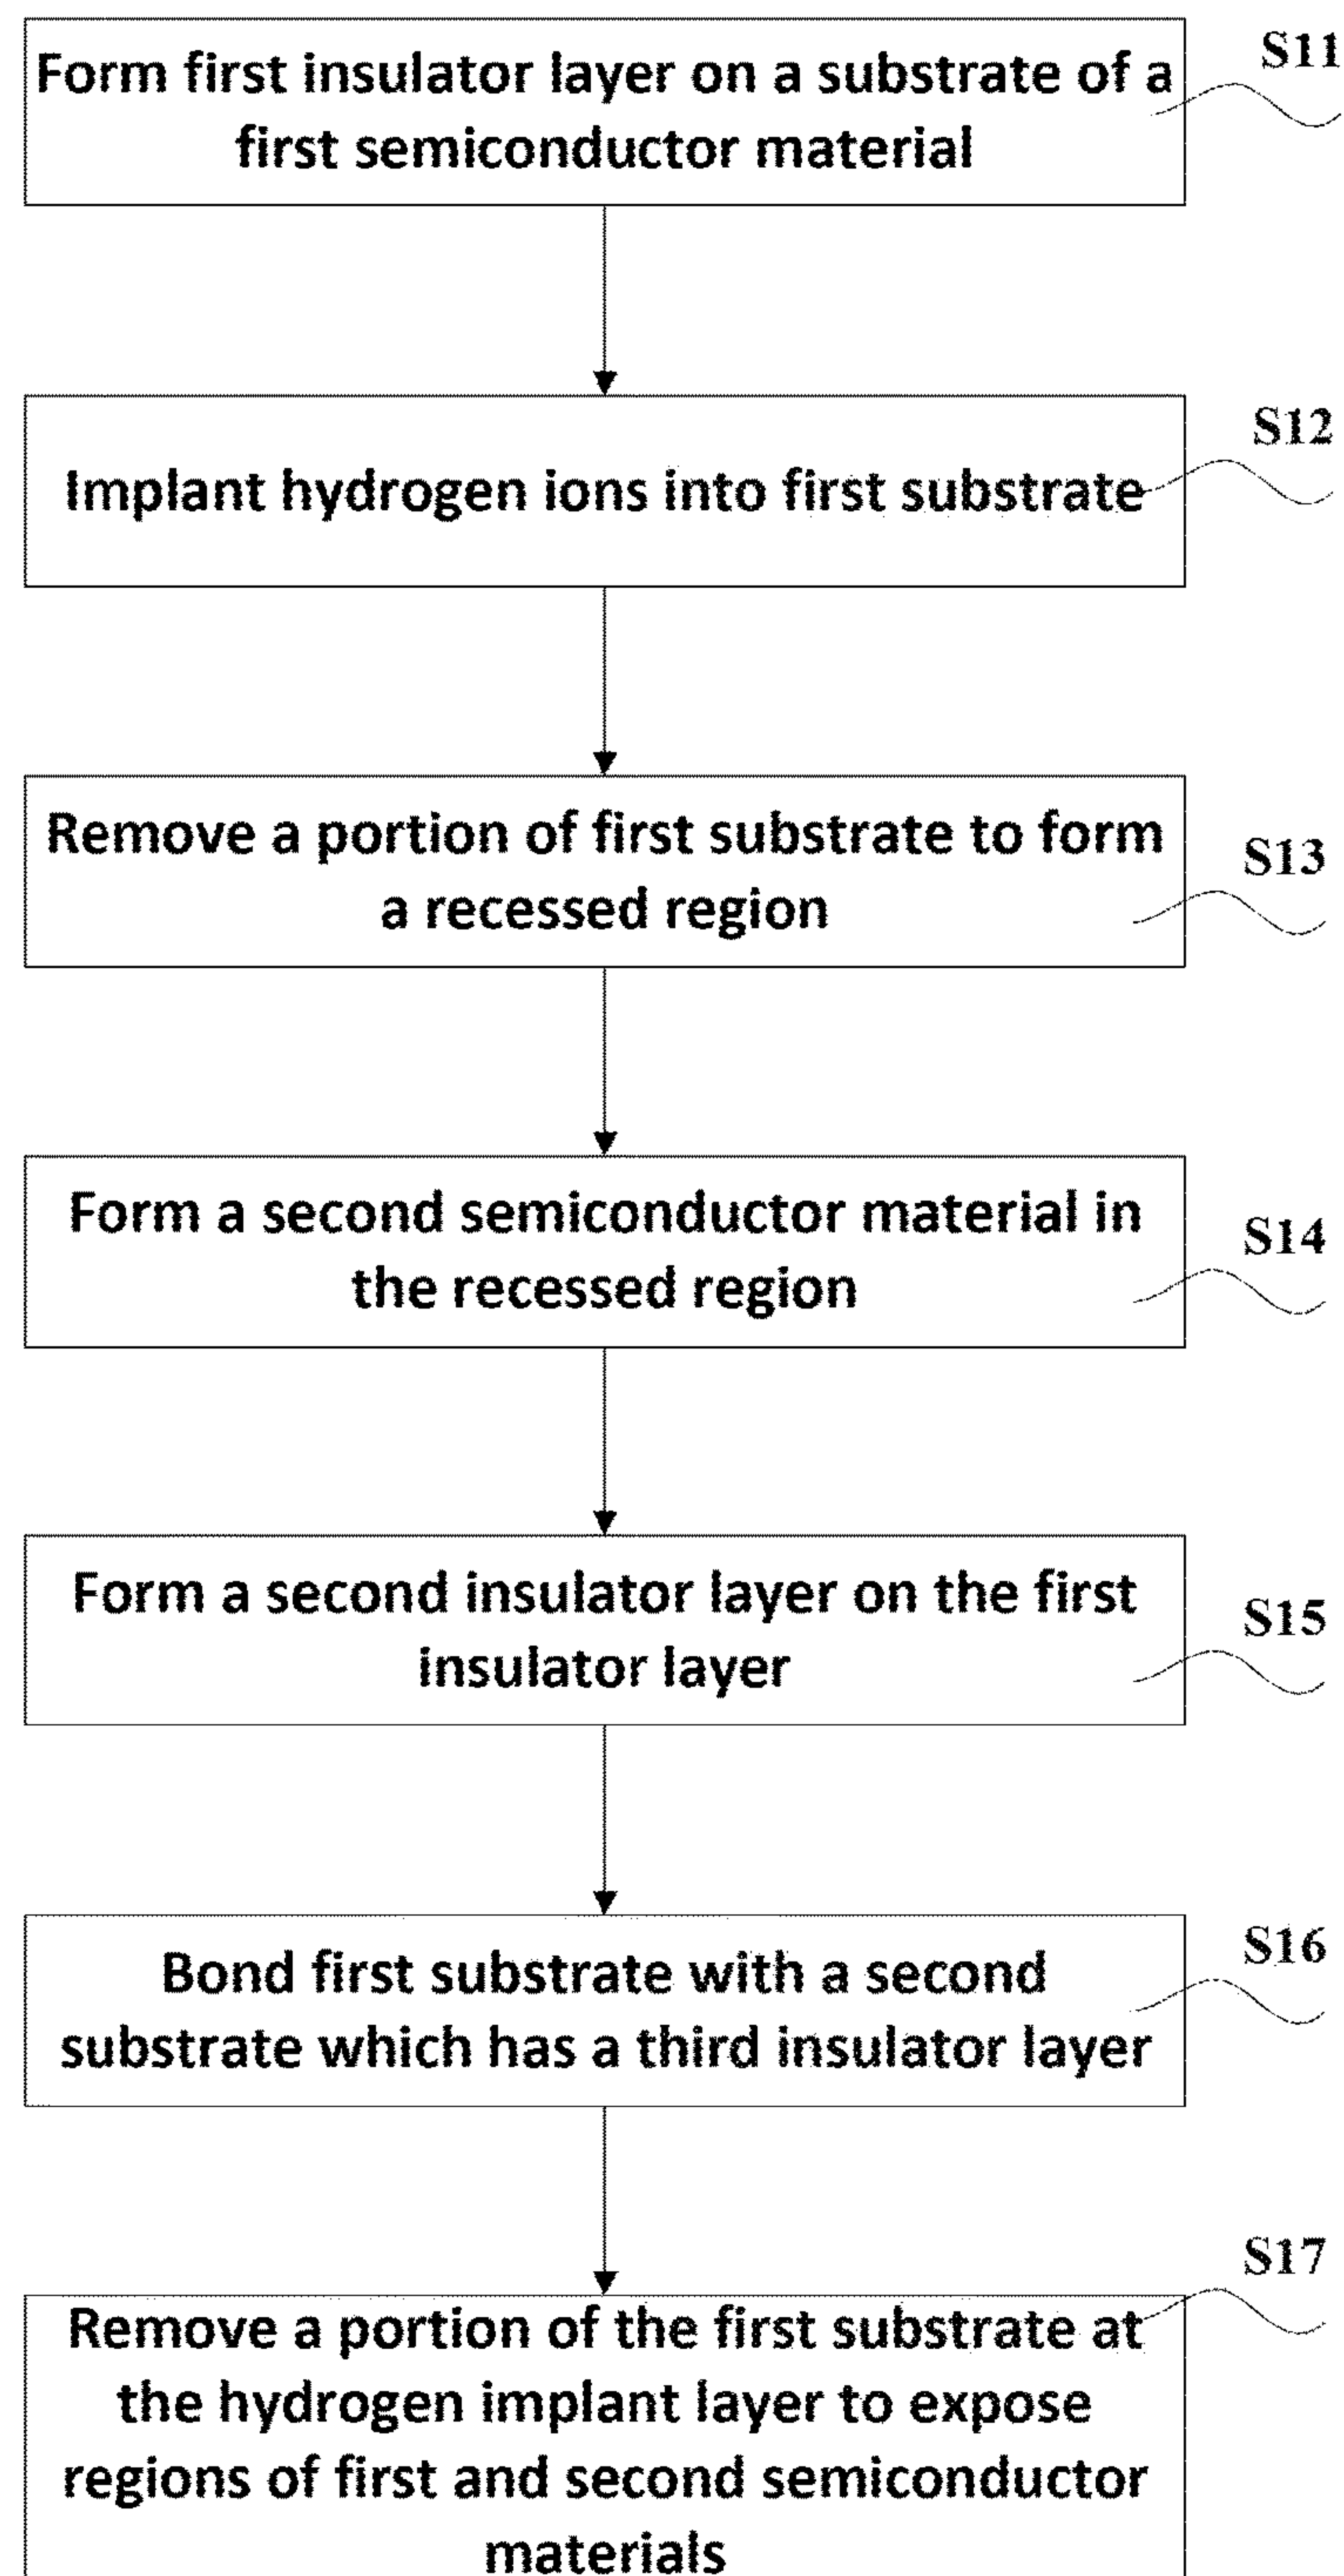 Form first insulator layer on a substrate of a
first semiconductor material
S11
Implant hydrogen ions into first substrate
S12
Remove a portion of first substrate to form
a recessed region
S13
Form a second semiconductor material in
the recessed region
S14
Form a second insulator layer on the first
insulator layer
S15
Bond first substrate with a second
substrate which has a third insulator layer
S16
Remove a portion of the first substrate at
the hydrogen implant layer to expose
regions of first and second semiconductor
materials
S17